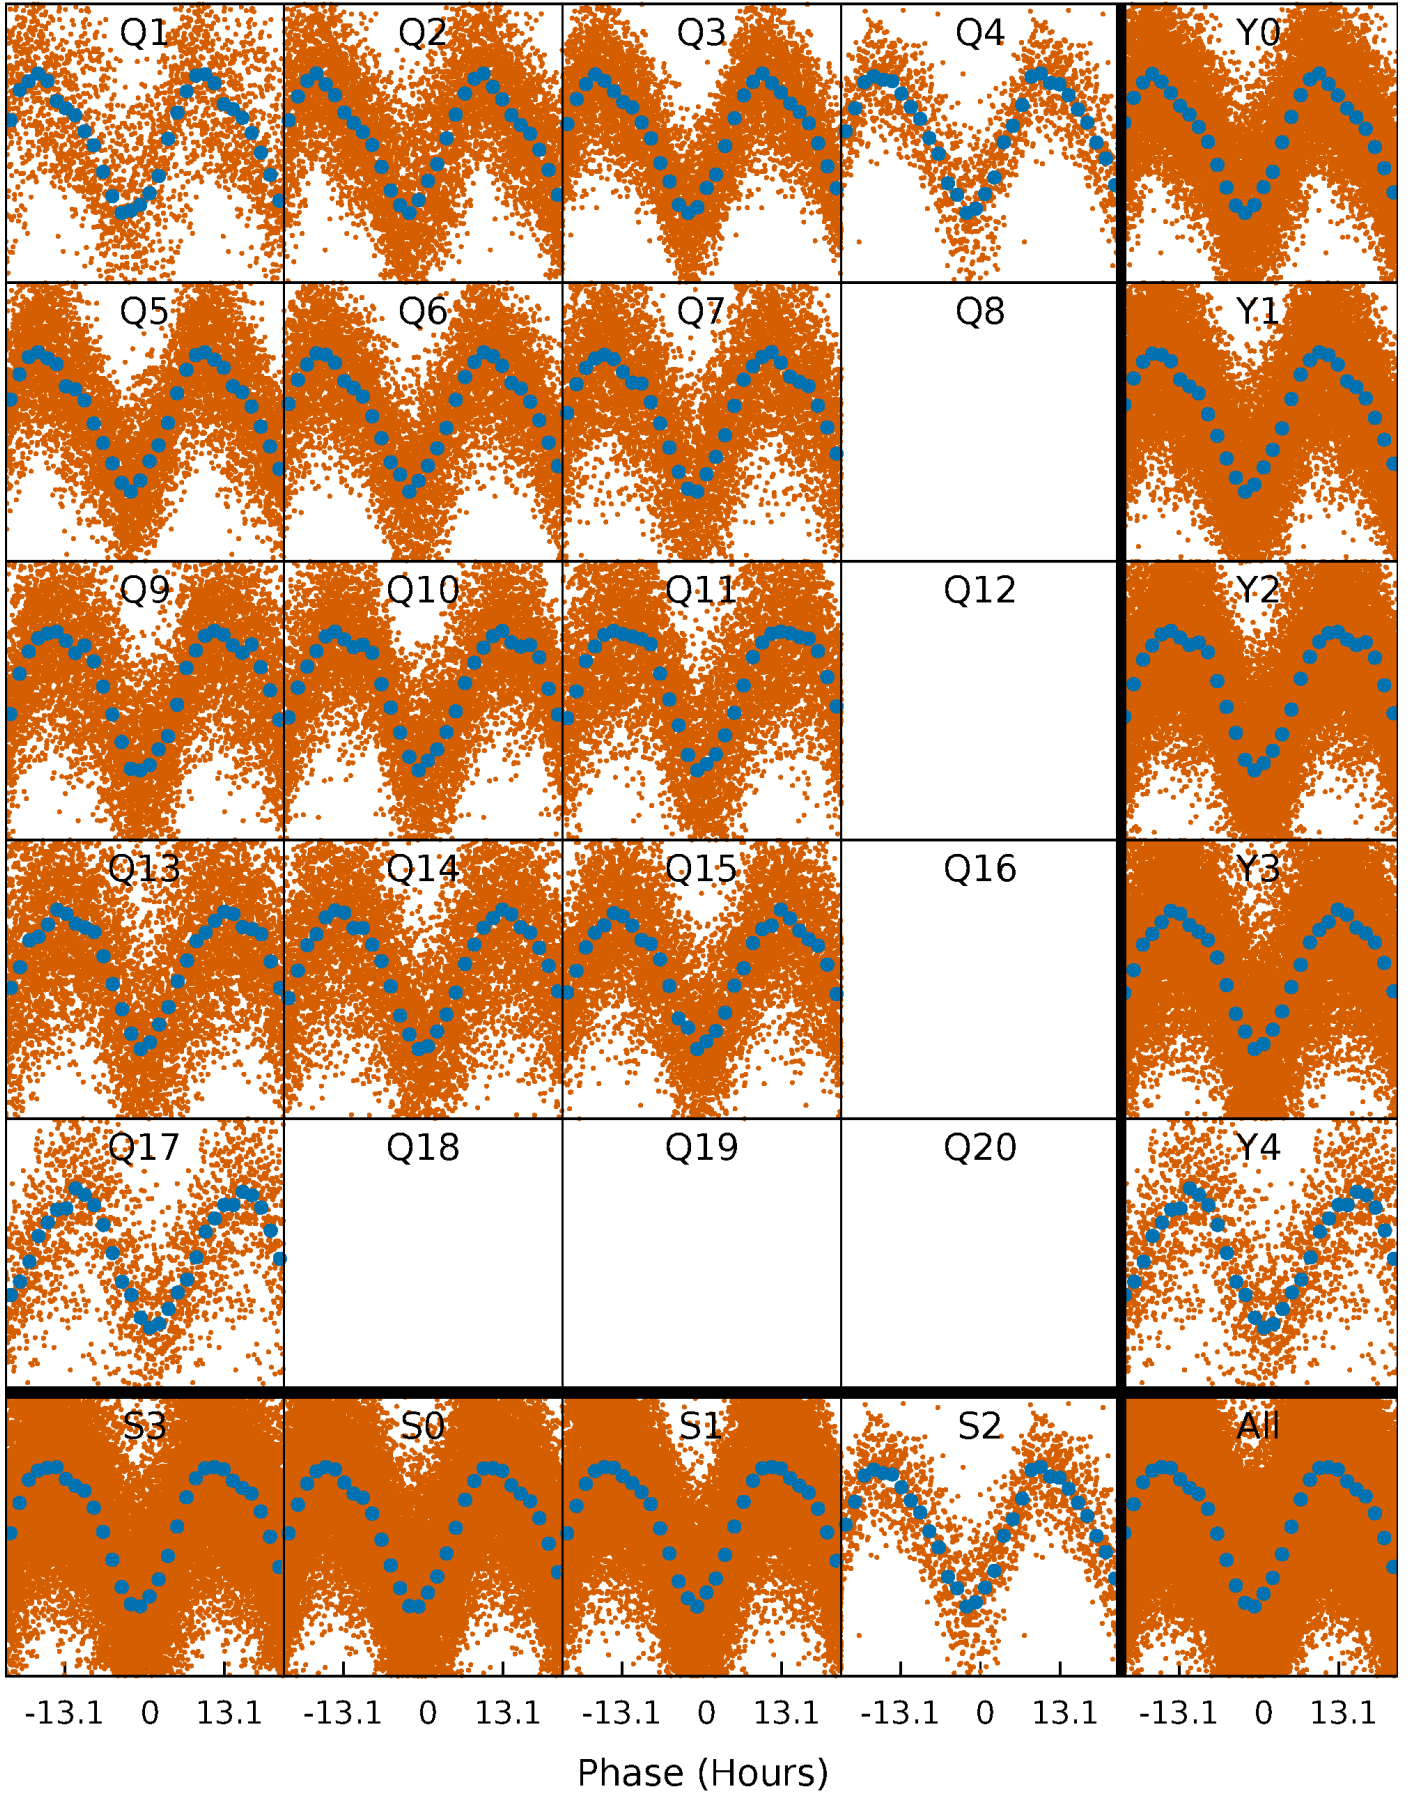 Q1 Q2 Q3 Q4 Y0
Q5 Q6 Q7 Q8 Y1
Q9 Q10 Q11 Q12 Y2
Q13 Q14 Q15 Q16 Y3
Q17 Q18 Q19 Q20 Y4
S3 S0 S1 S2 All
-13.1 0 13.1 -13.1 0 13.1 -13.1 0 13.1 -13.1 0 13.1 -13.1 0 13.1
Phase (Hours)